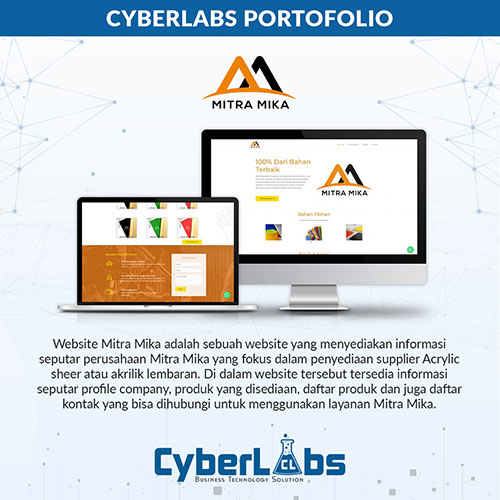 CYBERLABS PORTOFOLIO
MITRA MIKA
100% Dari Bahan
Terbaik
MITRA MIKA
Bahan Pilihan
Website Mitra Mika adalah sebuah website yang menyediakan informasi
seputar perusahaan Mitra Mika yang fokus dalam penyediaan supplier Acrylic
sheer atau akrilik lembaran. Di dalam website tersebut tersedia informasi
seputar profile company, produk yang disediaan, daftar produk dan juga daftar
kontak yang bisa dihubungi untuk menggunakan layanan Mitra Mika.
CyberLabs
CL
BUSINESS TECHNOLOGY SOLUTION